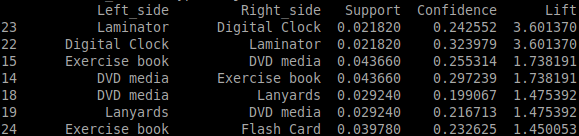 Left_side Right_side Support Confidence Lift
23 Laminator Digital Clock 0.021820 0.242552 3.601370
22 Digital Clock Laminator 0.021820 0.323979 3.601370
15 Exercise book DVD media 0.043660 0.255314 1.738191
14 DVD media Exercise book 0.043660 0.297239 1.738191
18 DVD media Lanyards 0.029240 0.199067 1.475392
19 Lanyards DVD media 0.029240 0.216713 1.475392
24 Exercise book Flash Card 0.039780 0.232625 1.450053